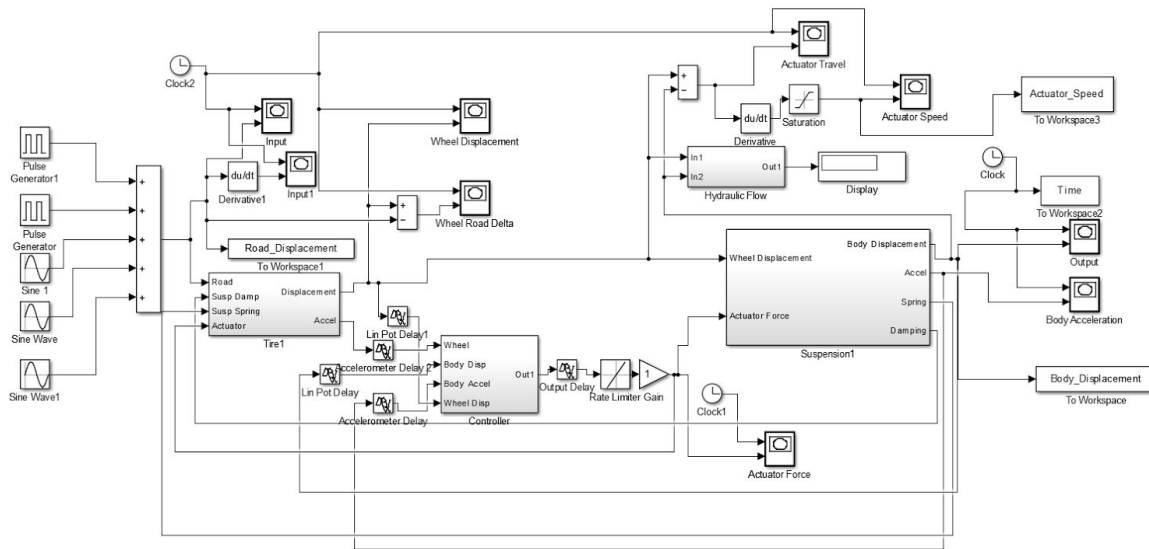 Clock2
Input
du/dt
Derivative1
Input1
Wheel Displacement
+
−
Wheel Road Delta
Road_Displacement
To Workspace1
Pulse
Generator1
Pulse
Generator
Sine 1
Sine Wave
Sine Wave1
+
+
+
+
+
Road
Susp Damp
Susp Spring
Actuator
Displacement
Accel
Tire1
Lin Pot Delay1
Accelerometer Delay 2
Lin Pot Delay
Accelerometer Delay
Wheel
Body Disp
Body Accel
Wheel Disp
Out1
Controller
Output Delay
Rate Limiter
1
Gain
Actuator Travel
+
−
du/dt
Derivative
Saturation
Actuator Speed
Actuator_Speed
To Workspace3
In1
In2
Out1
Hydraulic Flow
Display
Clock
Time
To Workspace2
Output
Body Acceleration
Wheel Displacement
Actuator Force
Body Displacement
Accel
Spring
Damping
Suspension1
Body_Displacement
To Workspace
Clock1
Actuator Force